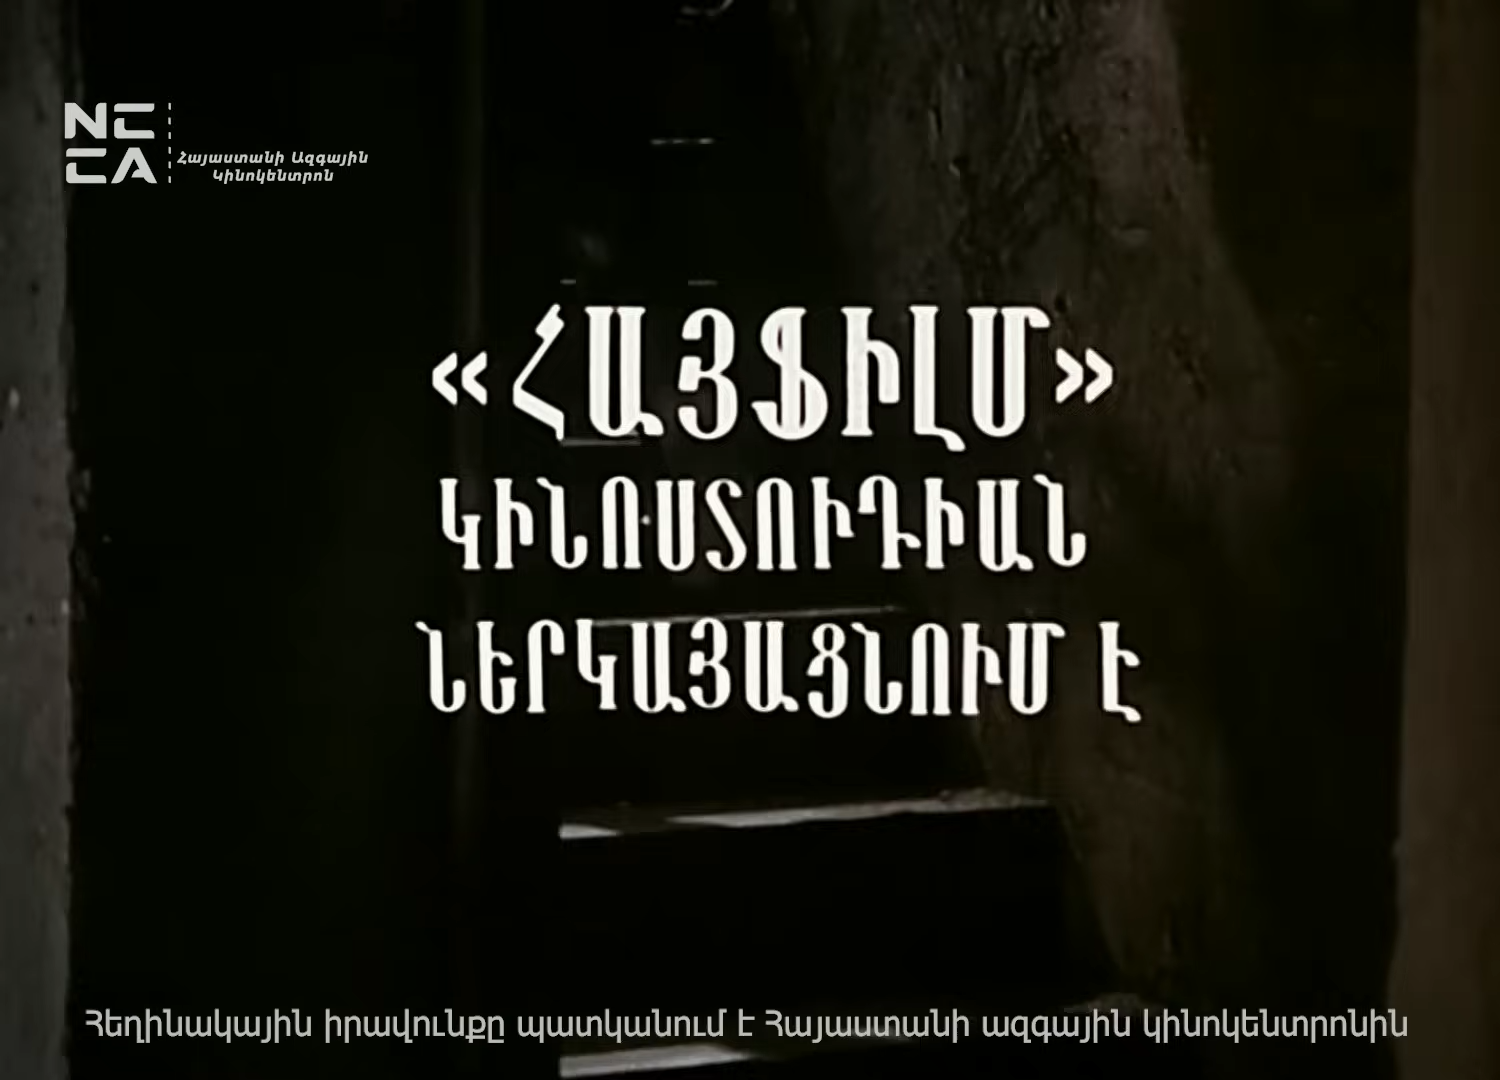 NC
CA
Հայաստանի Ազգային
Կինոկենտրոն
«ՀԱՅՖԻԼՄ»
ԿԻՆՈՍՏՈՒԴԻԱՆ
ՆԵՐԿԱՅԱՑՆՈՒՄ Է
Հեղինակային իրավունքը պատկանում է Հայաստանի ազգային կինոկենտրոնին